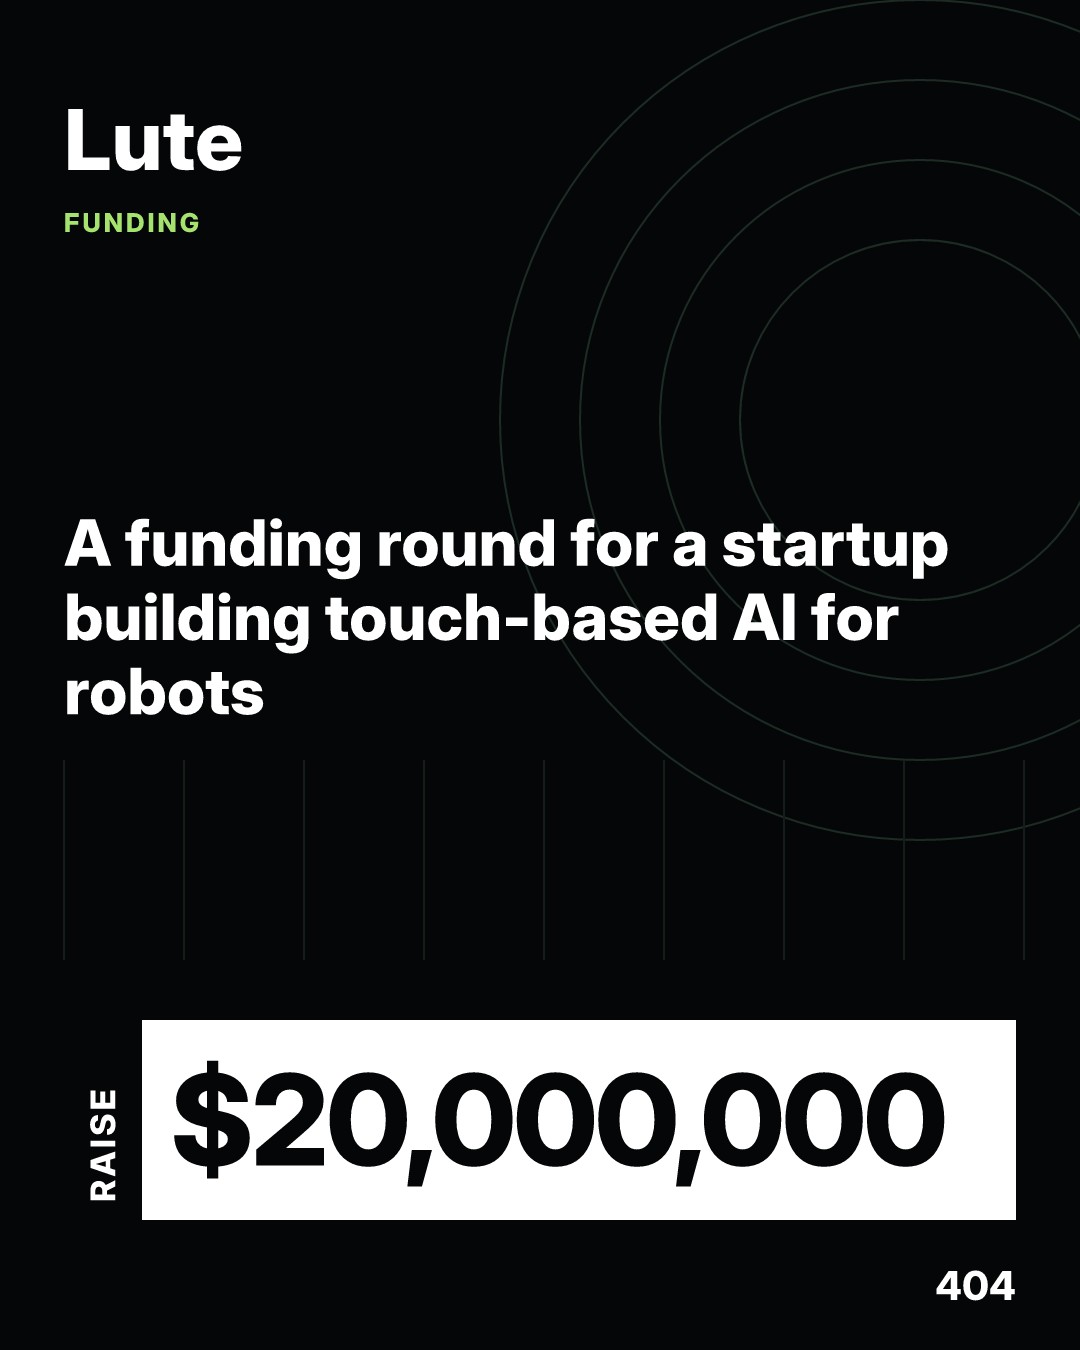 Lute
FUNDING
A funding round for a startup
building touch-based AI for
robots
RAISE
$20,000,000
404